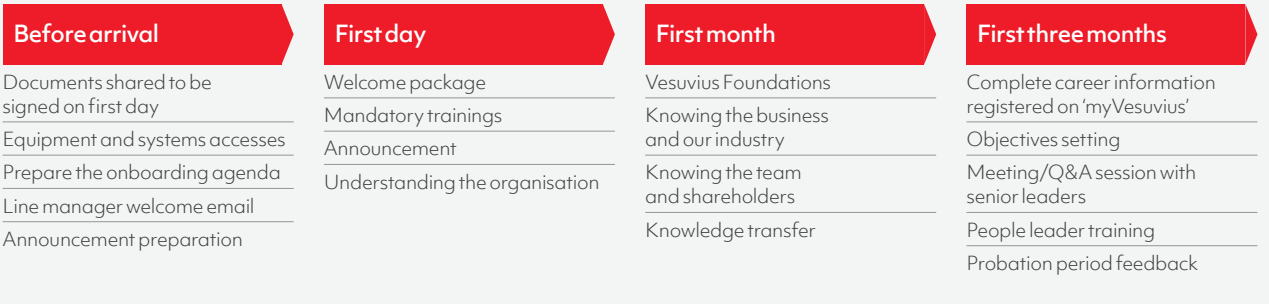 Before arrival
Documents shared to be
signed on first day
Equipment and systems accesses
Prepare the onboarding agenda
Line manager welcome email
Announcement preparation
First day
Welcome package
Mandatory trainings
Announcement
Understanding the organisation
First month
Vesuvius Foundations
Knowing the business
and our industry
Knowing the team
and shareholders
Knowledge transfer
First three months
Complete career information
registered on ‘myVesuvius’
Objectives setting
Meeting/Q&A session with
senior leaders
People leader training
Probation period feedback